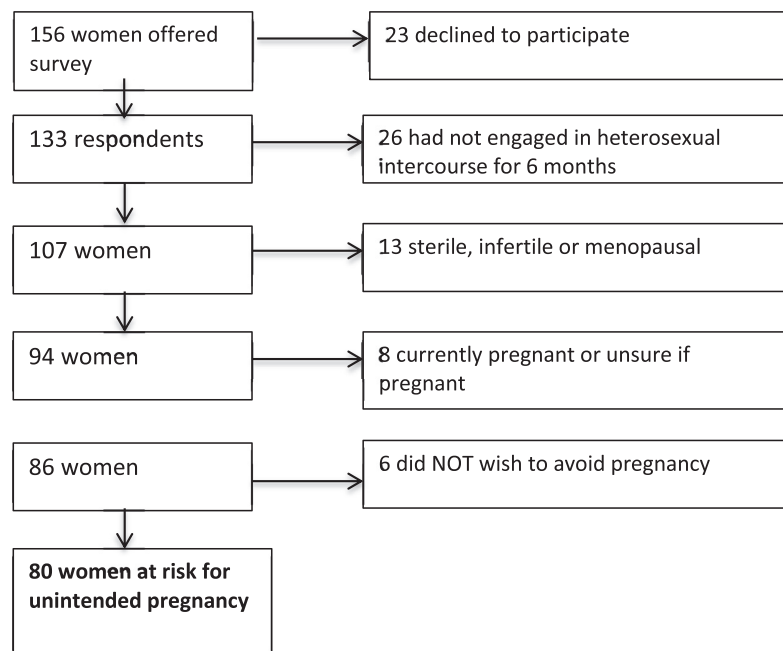 156 women offered
survey
23 declined to participate
133 respondents
26 had not engaged in heterosexual
intercourse for 6 months
107 women
13 sterile, infertile or menopausal
94 women
8 currently pregnant or unsure if
pregnant
86 women
6 did NOT wish to avoid pregnancy
80 women at risk for
unintended pregnancy